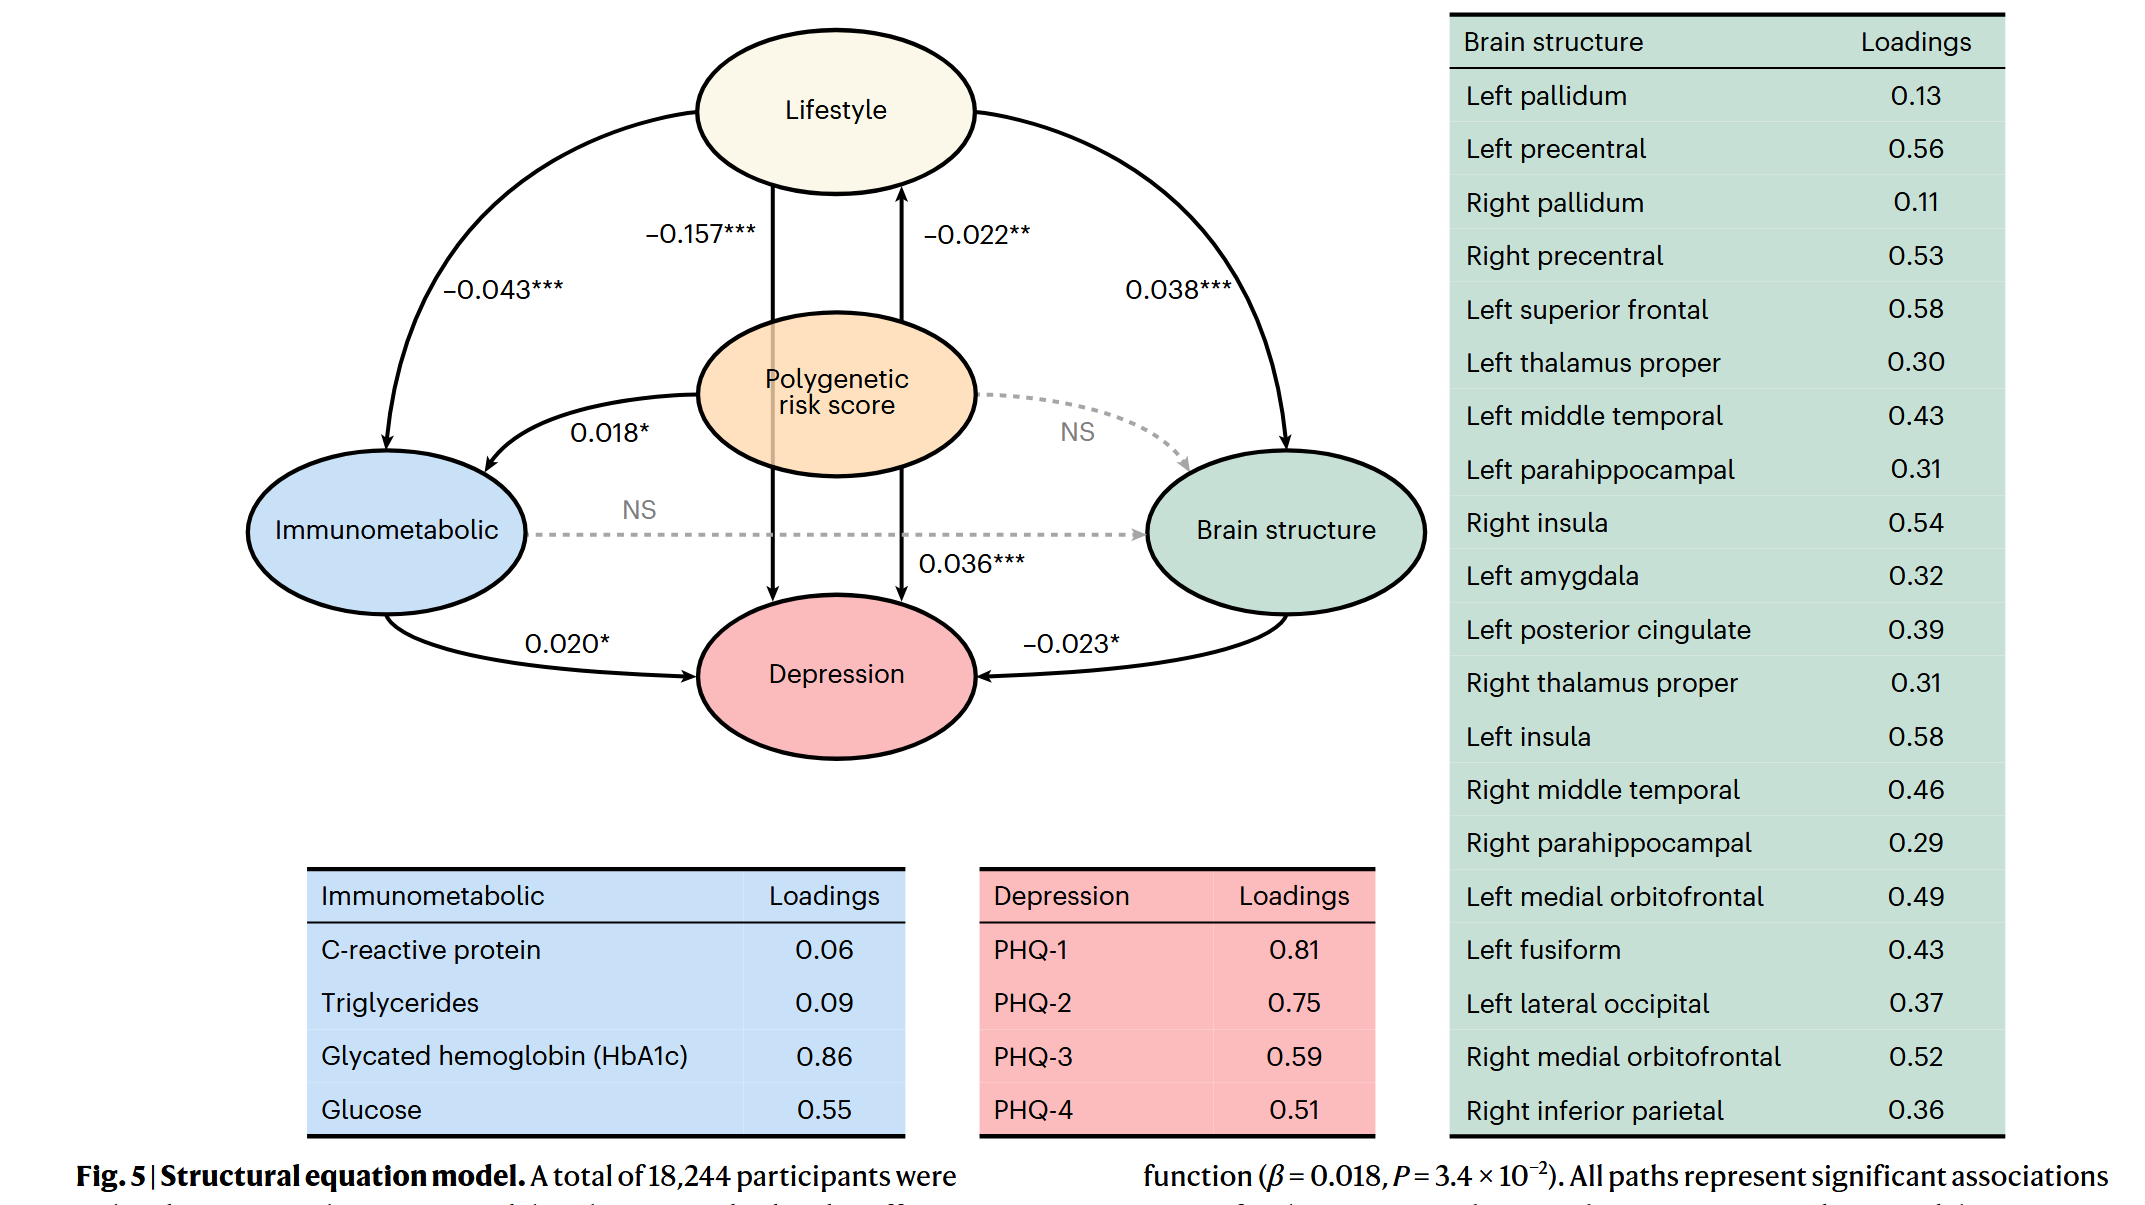 Lifestyle
–0.157***
–0.022**
–0.043***
0.038***
Polygenetic
risk score
0.018*
NS
NS
Immunometabolic
Brain structure
0.036***
0.020*
–0.023*
Depression
Brain structure Loadings
Left pallidum 0.13
Left precentral 0.56
Right pallidum 0.11
Right precentral 0.53
Left superior frontal 0.58
Left thalamus proper 0.30
Left middle temporal 0.43
Left parahippocampal 0.31
Right insula 0.54
Left amygdala 0.32
Left posterior cingulate 0.39
Right thalamus proper 0.31
Left insula 0.58
Right middle temporal 0.46
Right parahippocampal 0.29
Left medial orbitofrontal 0.49
Left fusiform 0.43
Left lateral occipital 0.37
Right medial orbitofrontal 0.52
Right inferior parietal 0.36
Immunometabolic Loadings
C-reactive protein 0.06
Triglycerides 0.09
Glycated hemoglobin (HbA1c) 0.86
Glucose 0.55
Depression Loadings
PHQ-1 0.81
PHQ-2 0.75
PHQ-3 0.59
PHQ-4 0.51
Fig. 5 | Structural equation model. A total of 18,244 participants were
function (β = 0.018, P = 3.4 × 10⁻²). All paths represent significant associations